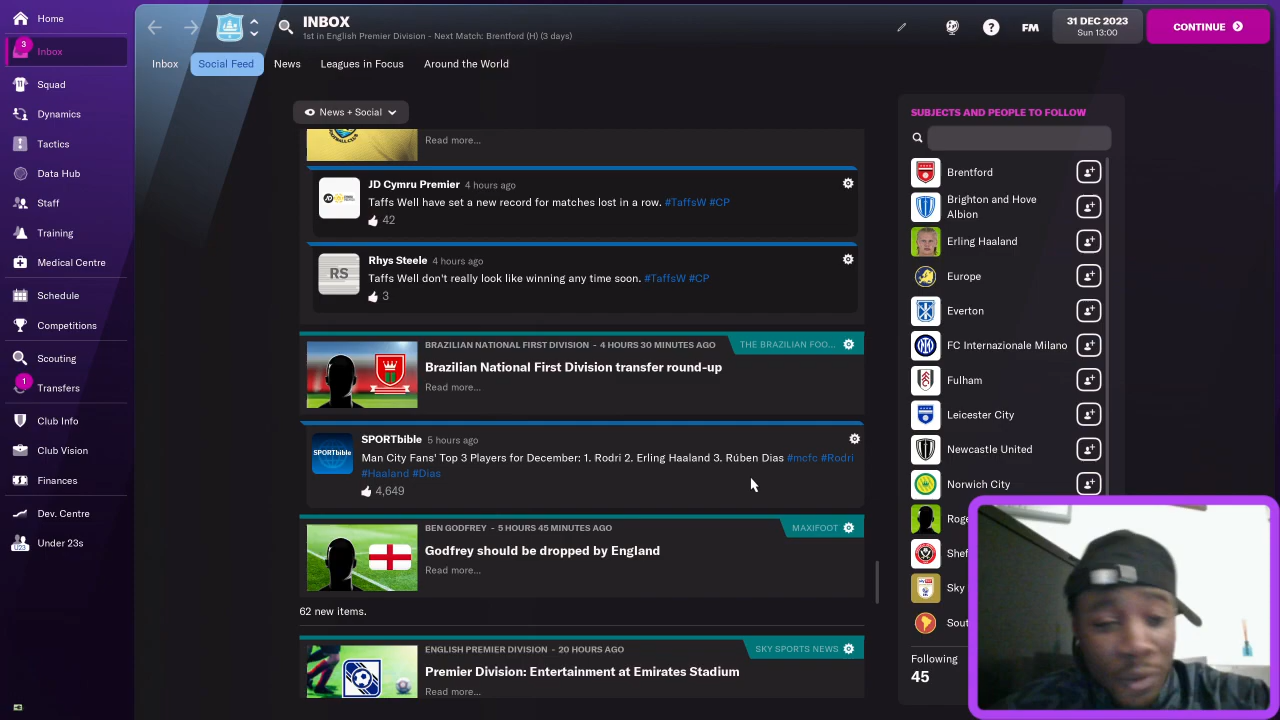 Home
INBOX
1st in English Premier Division - Next Match: Brentford (H) (3 days)
FM
31 DEC 2023
Sun 13:00
CONTINUE
3
Inbox
Squad
Dynamics
Tactics
Data Hub
Staff
Training
Medical Centre
Schedule
Competitions
Scouting
1
Transfers
Club Info
Club Vision
Finances
Dev. Centre
U23
Under 23s
Inbox
Social Feed
News
Leagues in Focus
Around the World
News + Social
Read more...
JD Cymru Premier 4 hours ago
Taffs Well have set a new record for matches lost in a row. #TaffsW #CP
42
RS
Rhys Steele 4 hours ago
Taffs Well don't really look like winning any time soon. #TaffsW #CP
3
BRAZILIAN NATIONAL FIRST DIVISION - 4 HOURS 30 MINUTES AGO
THE BRAZILIAN FOO...
Brazilian National First Division transfer round-up
Read more...
SPORTbible
SPORTbible 5 hours ago
Man City Fans' Top 3 Players for December: 1. Rodri 2. Erling Haaland 3. Rúben Dias #mcfc #Rodri
#Haaland #Dias
4,649
BEN GODFREY - 5 HOURS 45 MINUTES AGO
MAXIFOOT
Godfrey should be dropped by England
Read more...
62 new items.
ENGLISH PREMIER DIVISION - 20 HOURS AGO
SKY SPORTS NEWS
Premier Division: Entertainment at Emirates Stadium
Read more...
SUBJECTS AND PEOPLE TO FOLLOW
Brentford
Brighton and Hove
Albion
Erling Haaland
Europe
Everton
FC Internazionale Milano
Fulham
Leicester City
Newcastle United
Norwich City
Roge
Shef
Sky
Sout
Following
45